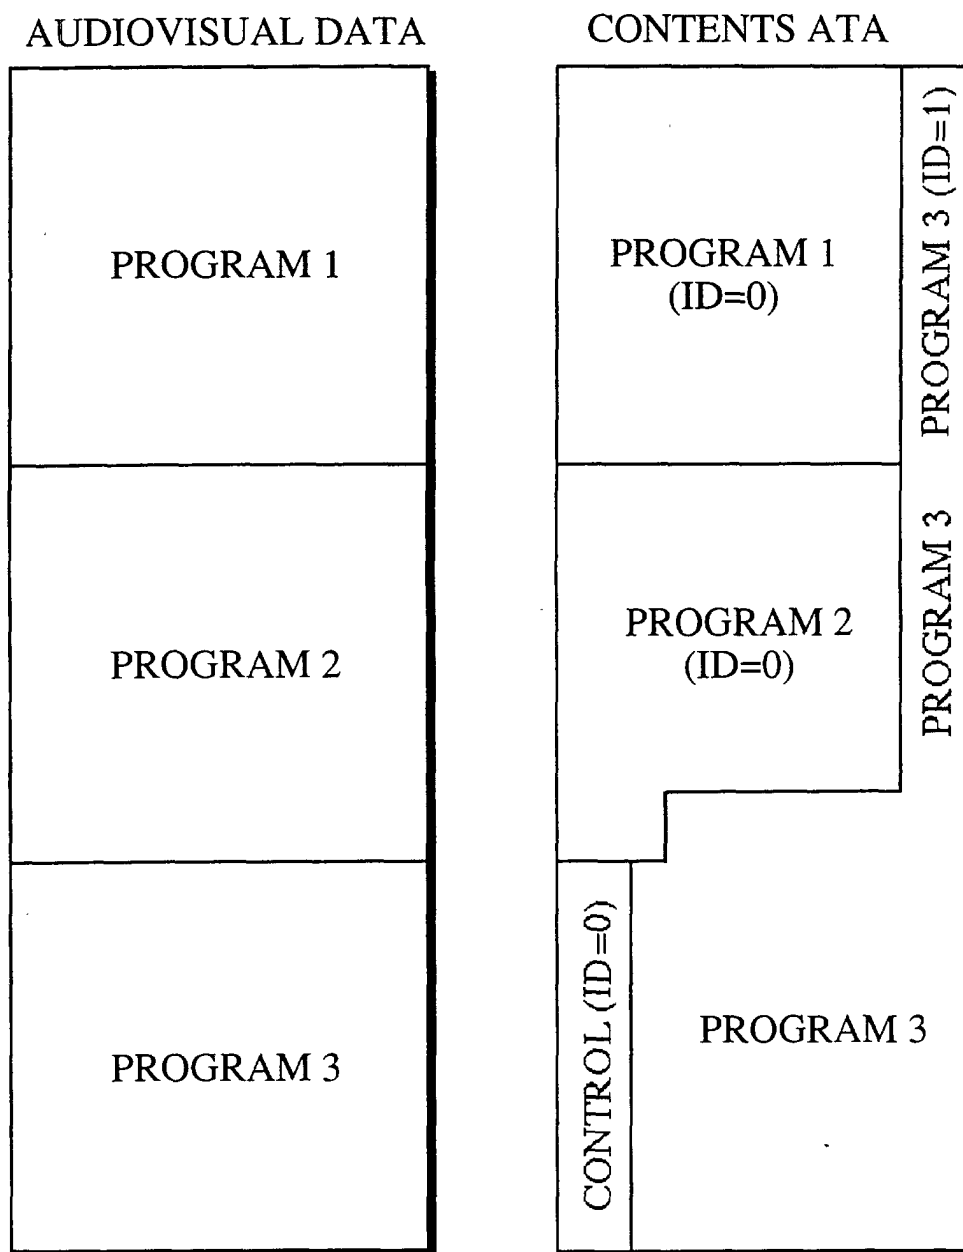 AUDIOVISUAL DATA
PROGRAM 1
PROGRAM 2
PROGRAM 3
CONTENTS ATA
PROGRAM 1
(ID=0)
PROGRAM 3 (ID=1)
PROGRAM 2
(ID=0)
PROGRAM 3
CONTROL (ID=0)
PROGRAM 3